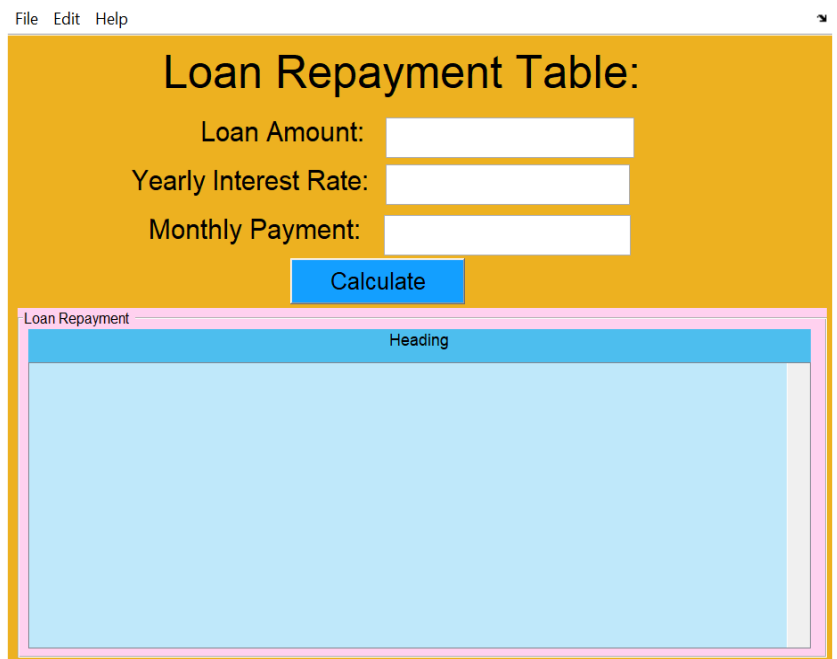 File Edit Help
Loan Repayment Table:
Loan Amount:
Yearly Interest Rate:
Monthly Payment:
Calculate
Loan Repayment
Heading